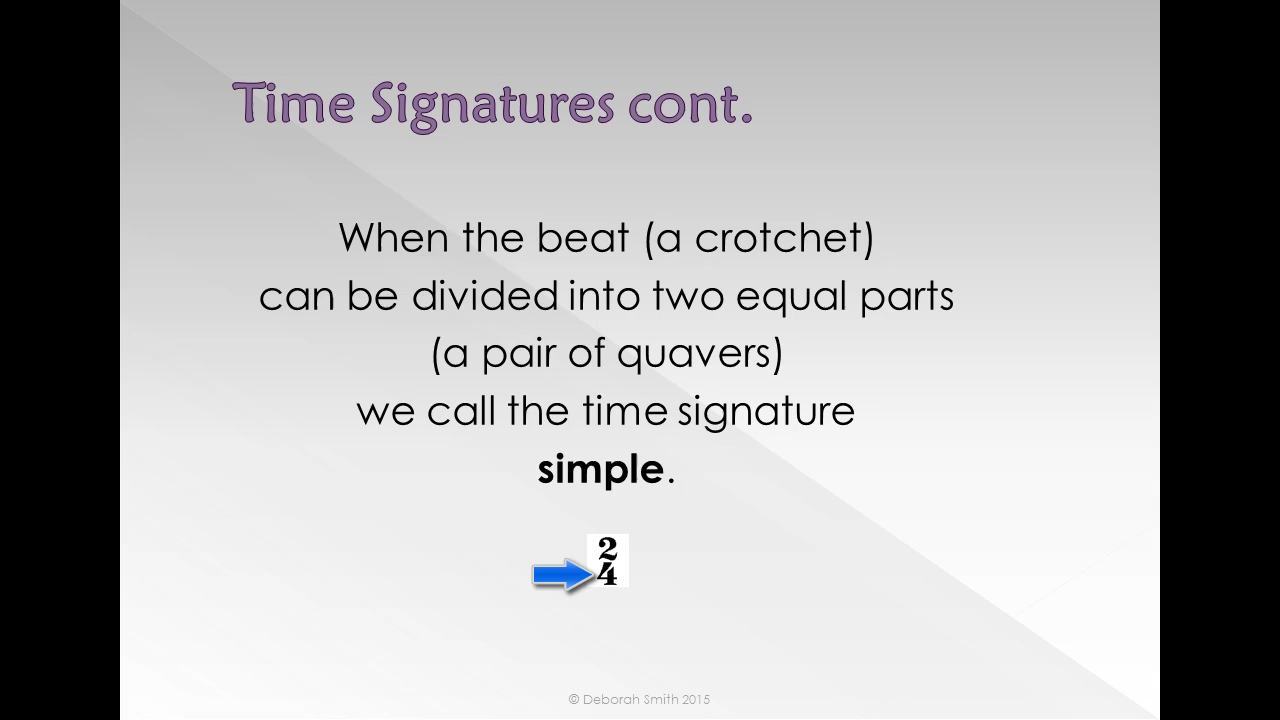 Time Signatures cont.
When the beat (a crotchet)
can be divided into two equal parts
(a pair of quavers)
we call the time signature
simple.
2
4
© Deborah Smith 2015